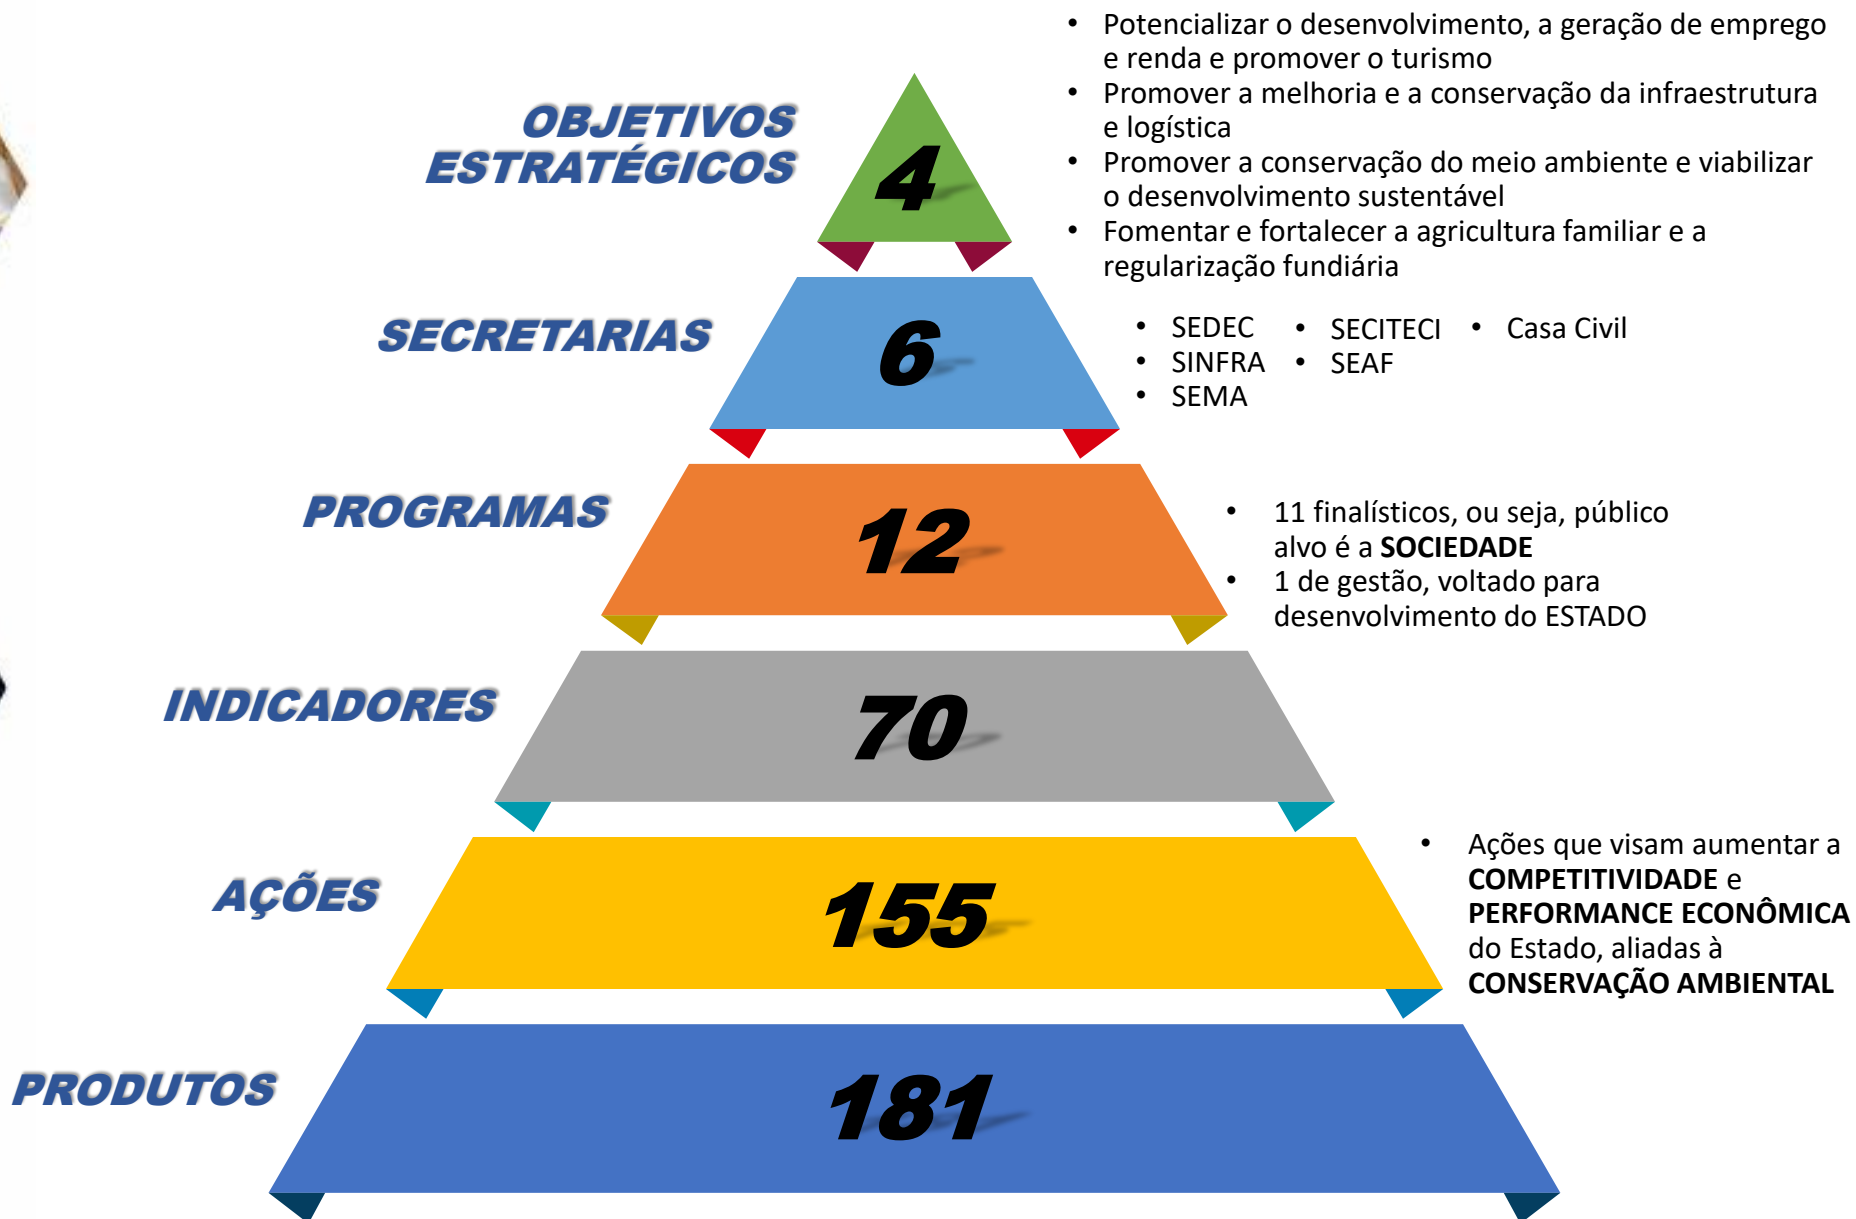 OBJETIVOS
ESTRATÉGICOS
4
• Potencializar o desenvolvimento, a geração de emprego
e renda e promover o turismo
• Promover a melhoria e a conservação da infraestrutura
e logística
• Promover a conservação do meio ambiente e viabilizar
o desenvolvimento sustentável
• Fomentar e fortalecer a agricultura familiar e a
regularização fundiária
SECRETARIAS
6
• SEDEC
• SINFRA
• SEMA
• SECITECI
• SEAF
• Casa Civil
PROGRAMAS
12
• 11 finalísticos, ou seja, público
alvo é a SOCIEDADE
• 1 de gestão, voltado para
desenvolvimento do ESTADO
INDICADORES
70
AÇÕES
155
• Ações que visam aumentar a
COMPETITIVIDADE e
PERFORMANCE ECONÔMICA
do Estado, aliadas à
CONSERVAÇÃO AMBIENTAL
PRODUTOS
181